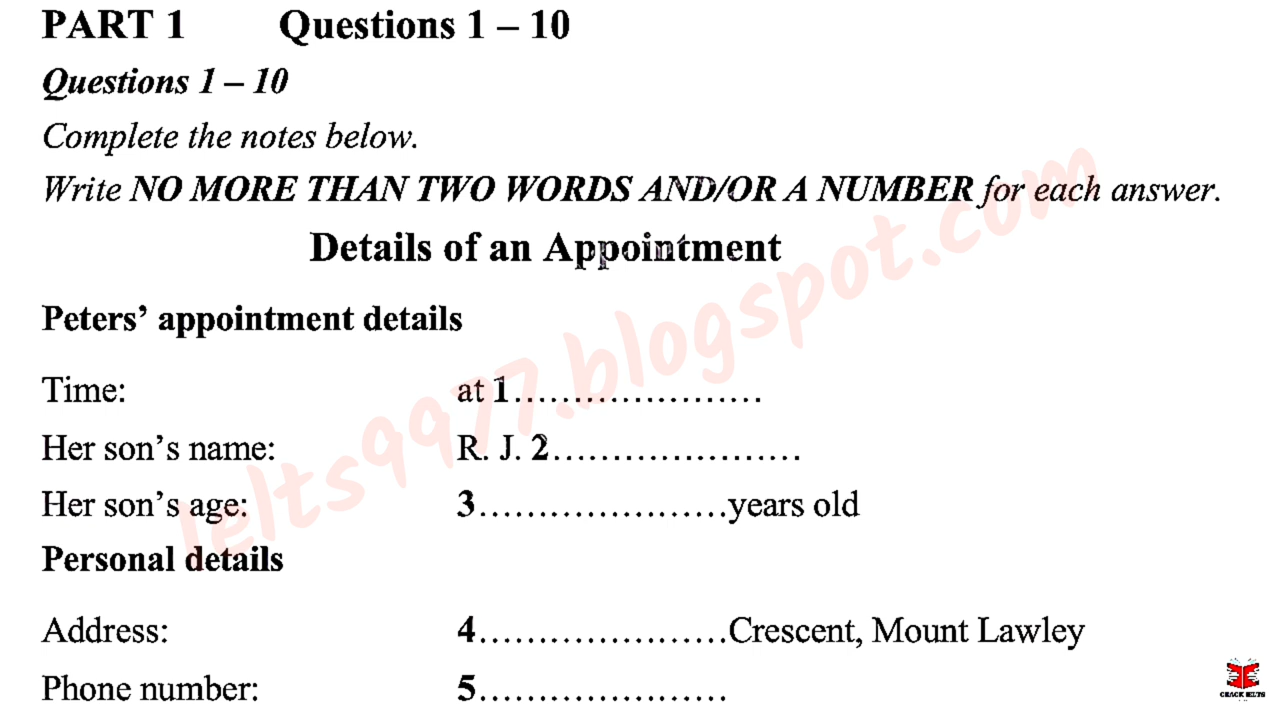 PART 1 Questions 1 – 10
Questions 1 – 10
Complete the notes below.
Write NO MORE THAN TWO WORDS AND/OR A NUMBER for each answer.
Details of an Appointment
Peters’ appointment details
Time: at 1.....................
Her son’s name: R. J. 2.....................
Her son’s age: 3.....................years old
Personal details
Address: 4.....................Crescent, Mount Lawley
Phone number: 5.....................
Ielts9977.blogspot.com
CRACK IELTS